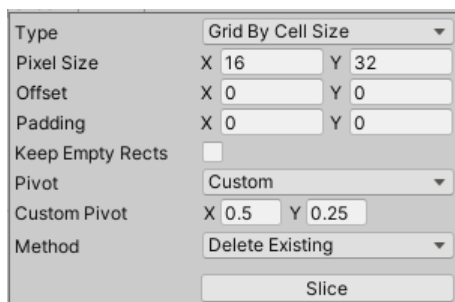 Type Grid By Cell Size
Pixel Size X 16 Y 32
Offset X 0 Y 0
Padding X 0 Y 0
Keep Empty Rects
Pivot Custom
Custom Pivot X 0.5 Y 0.25
Method Delete Existing
Slice